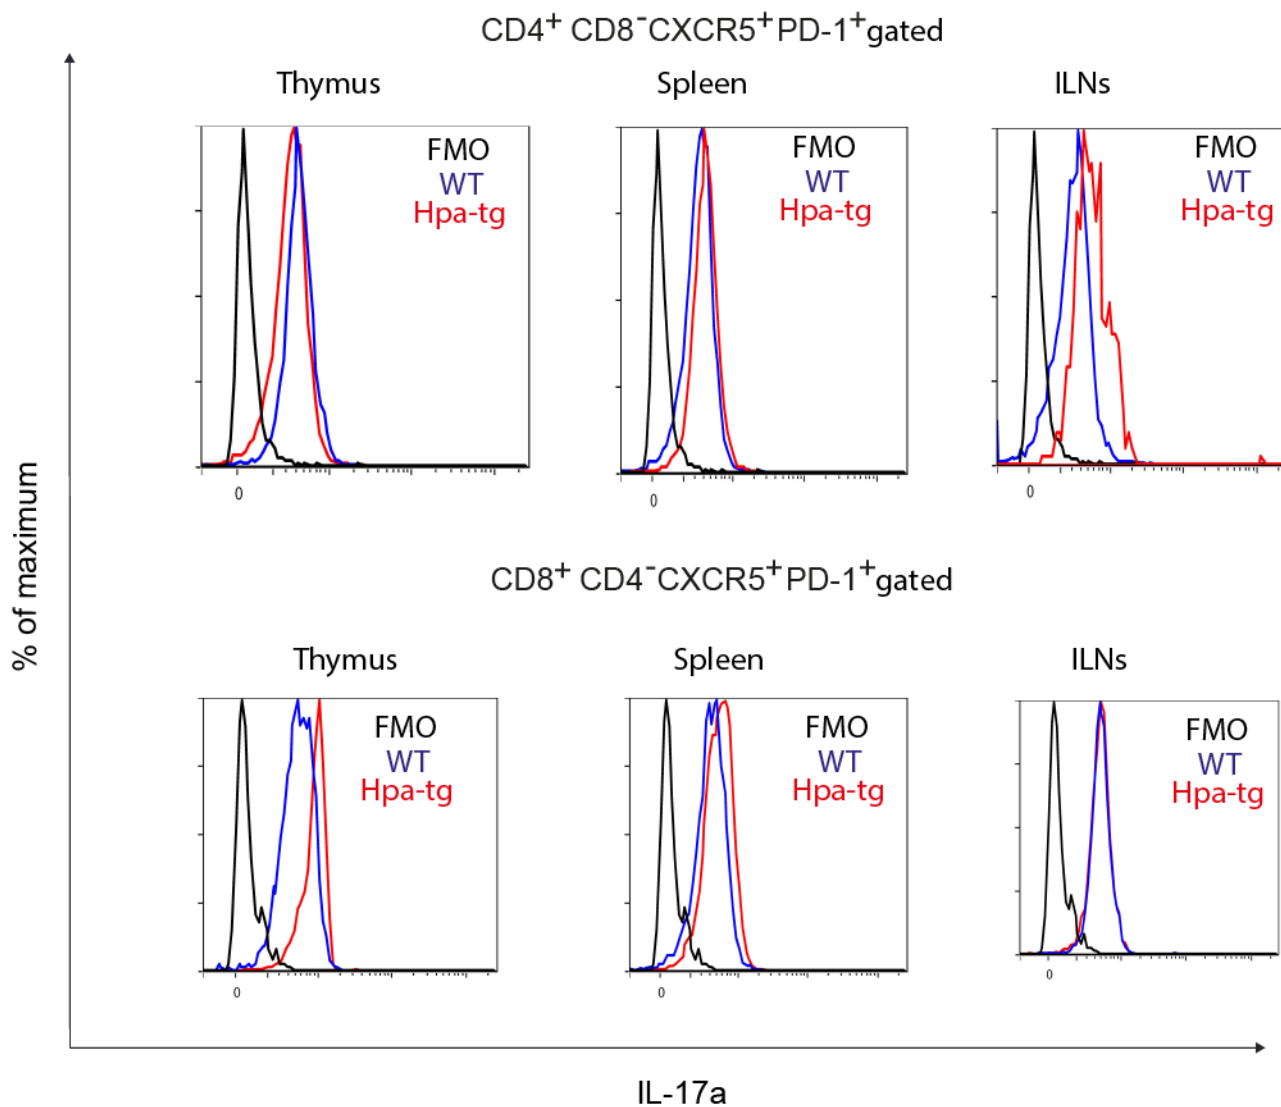 CD4⁺ CD8⁻CXCR5⁺PD-1⁺gated
Thymus Spleen ILNs
FMO FMO FMO
WT WT WT
Hpa-tg Hpa-tg Hpa-tg
0 0 0
% of maximum
CD8⁺ CD4⁻CXCR5⁺PD-1⁺gated
Thymus Spleen ILNs
FMO FMO FMO
WT WT WT
Hpa-tg Hpa-tg Hpa-tg
0 0 0
IL-17a